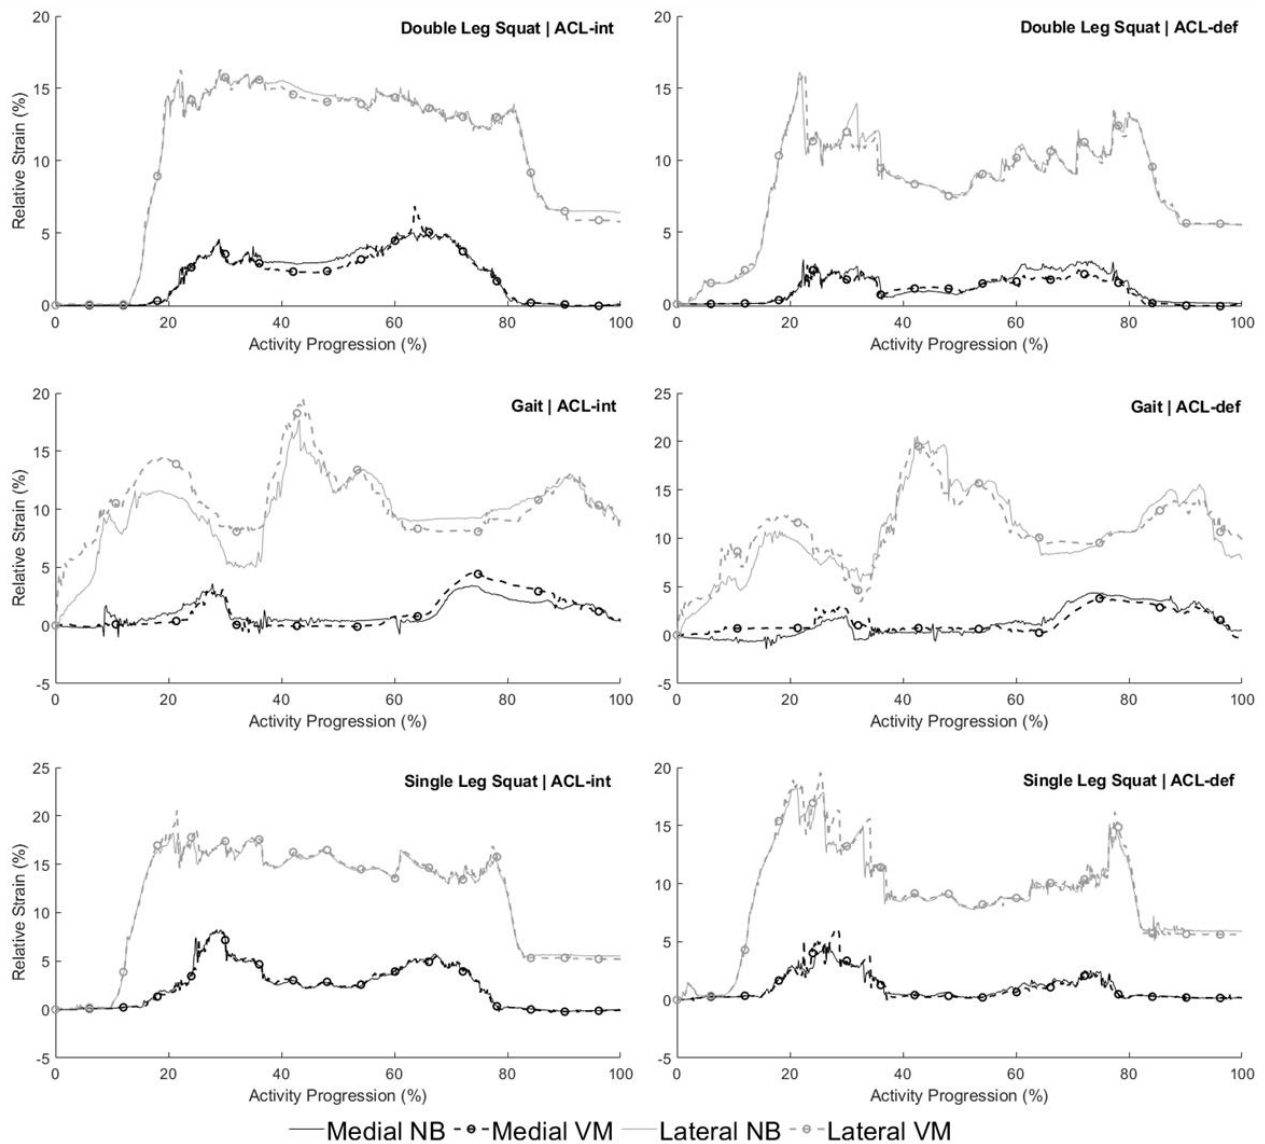 Double Leg Squat | ACL-int
Relative Strain (%)
20
15
10
5
0
0 20 40 60 80 100
Activity Progression (%)
Double Leg Squat | ACL-def
20
15
10
5
0
0 20 40 60 80 100
Activity Progression (%)
Gait | ACL-int
Relative Strain (%)
20
15
10
5
0
-5
0 20 40 60 80 100
Activity Progression (%)
Gait | ACL-def
25
20
15
10
5
0
-5
0 20 40 60 80 100
Activity Progression (%)
Single Leg Squat | ACL-int
Relative Strain (%)
25
20
15
10
5
0
-5
0 20 40 60 80 100
Activity Progression (%)
Single Leg Squat | ACL-def
20
15
10
5
0
-5
0 20 40 60 80 100
Activity Progression (%)
Medial NB Medial VM Lateral NB Lateral VM